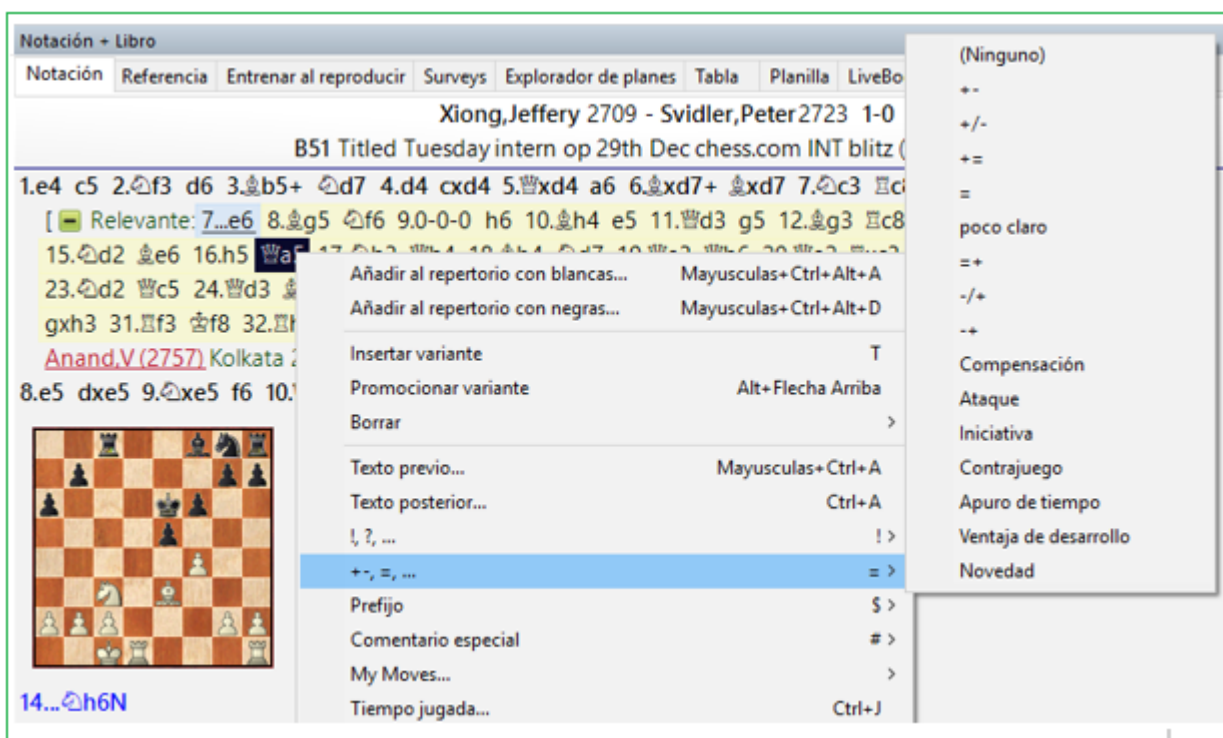 Notación + Libro
Notación Referencia Entrenar al reproducir Surveys Explorador de planes Tabla Planilla LiveBo
Xiong,Jeffery 2709 - Svidler,Peter2723 1-0
B51 Titled Tuesday intern op 29th Dec chess.com INT blitz (
1.e4 c5 2.♘f3 d6 3.♗b5+ ♘d7 4.d4 cxd4 5.♕xd4 a6 6.♗xd7+ ♗xd7 7.♘c3 ♖c
[ Relevante: 7...e6 8.♗g5 ♘f6 9.0-0-0 h6 10.♗h4 e5 11.♕d3 g5 12.♗g3 ♖c8
15.♘d2 ♗e6 16.h5 ♕a5
23.♘d2 ♕c5 24.♕d3
gxh3 31.♖f3 ♔f8 32.♖
Anand,V (2757) Kolkata
8.e5 dxe5 9.♘xe5 f6 10.
14...♘h6N
Añadir al repertorio con blancas... Mayusculas+Ctrl+Alt+A
Añadir al repertorio con negras... Mayusculas+Ctrl+Alt+D
Insertar variante T
Promocionar variante Alt+Flecha Arriba
Borrar >
Texto previo... Mayusculas+Ctrl+A
Texto posterior... Ctrl+A
!, ?, ... ! >
+-, =, ... = >
Prefijo $ >
Comentario especial # >
My Moves... >
Tiempo jugada... Ctrl+J
(Ninguno)
+-
+/-
+=
=
poco claro
=+
-/+
-+
Compensación
Ataque
Iniciativa
Contrajuego
Apuro de tiempo
Ventaja de desarrollo
Novedad